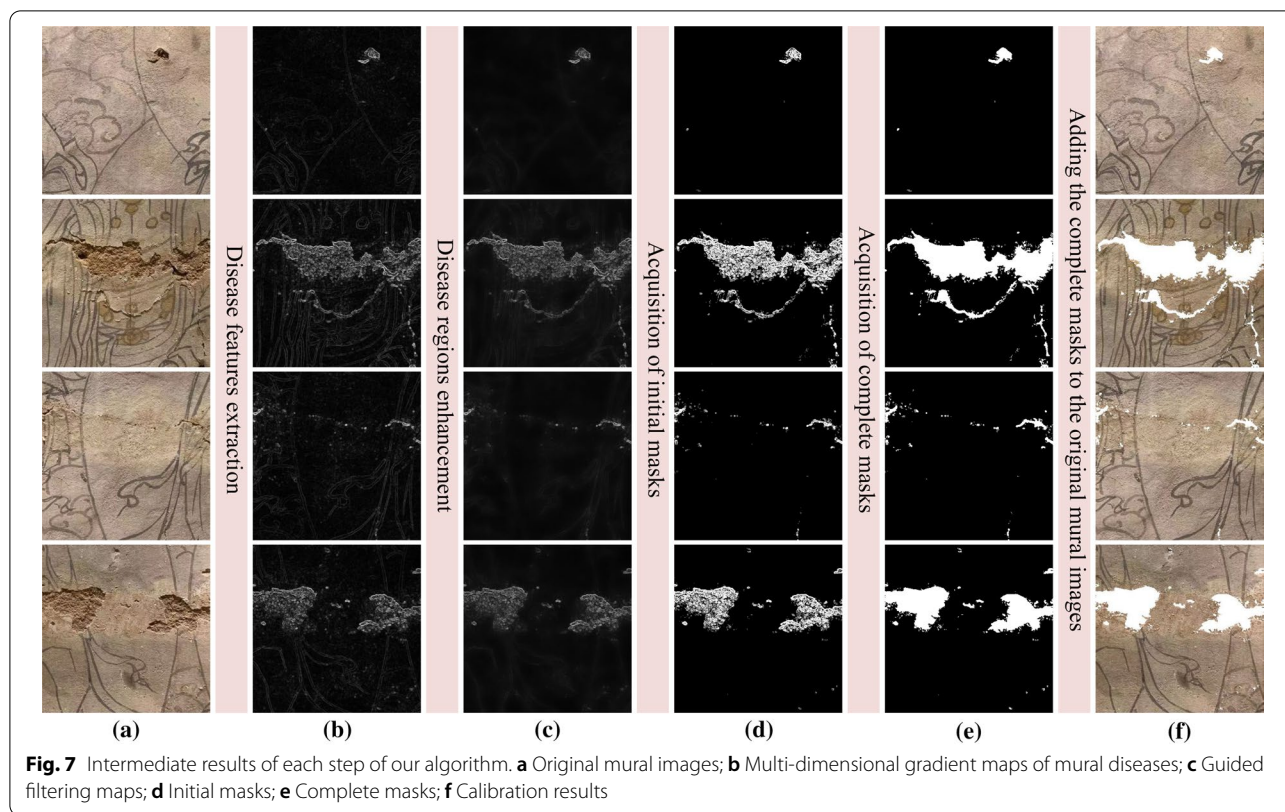 Disease features extraction
Disease regions enhancement
Acquisition of initial masks
Acquisition of complete masks
Adding the complete masks to the original mural images
(a) (b) (c) (d) (e) (f)
Fig. 7 Intermediate results of each step of our algorithm. a Original mural images; b Multi-dimensional gradient maps of mural diseases; c Guided
filtering maps; d Initial masks; e Complete masks; f Calibration results